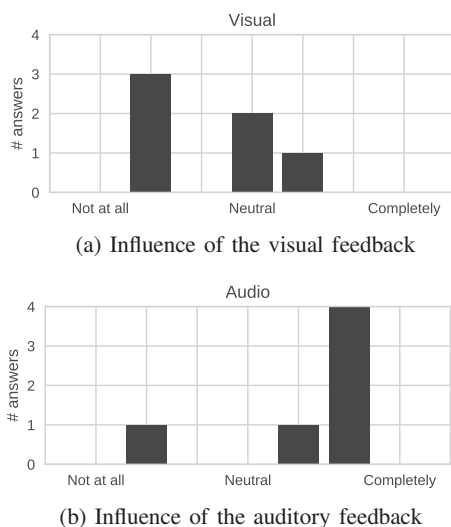 Visual
4
3
2
1
0
# answers
Not at all Neutral Completely
(a) Influence of the visual feedback
Audio
4
3
2
1
0
# answers
Not at all Neutral Completely
(b) Influence of the auditory feedback